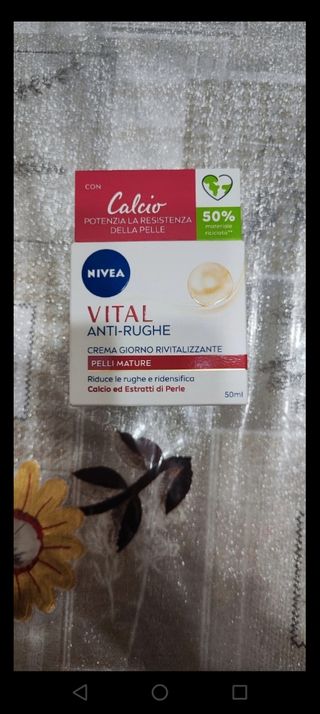 CON
Calcio
POTENZIA LA RESISTENZA
DELLA PELLE
50%
materiale
riciclato**
NIVEA
VITAL
ANTI-RUGHE
CREMA GIORNO RIVITALIZZANTE
PELLI MATURE
Riduce le rughe e ridensifica
Calcio ed Estratti di Perle
50ml